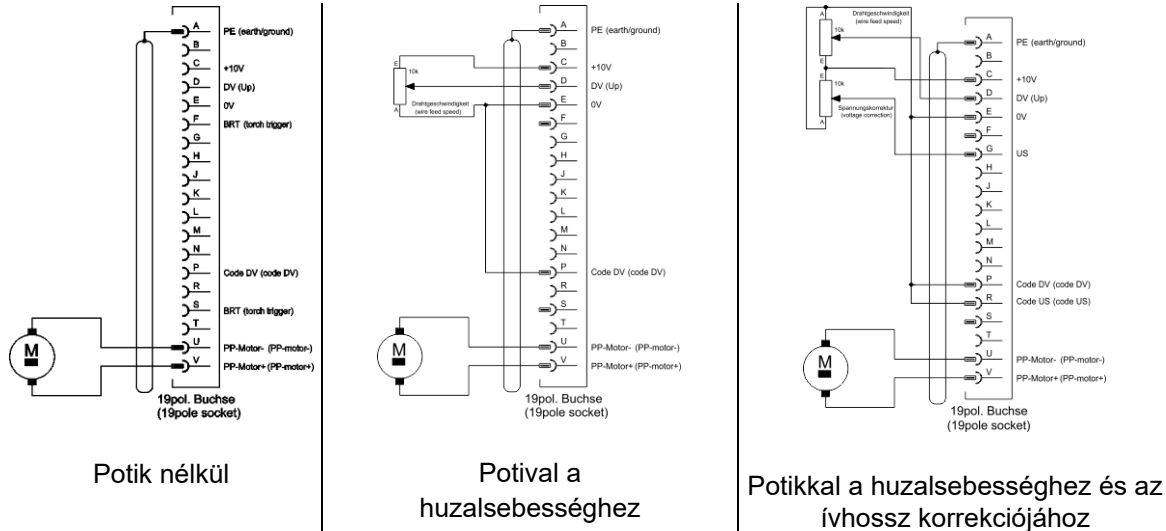 A
PE (earth/ground)
B
C
+10V
D
DV (Up)
E
0V
F
BRT (torch trigger)
G
H
J
K
L
M
N
P
Code DV (code DV)
R
S
BRT (torch trigger)
T
U
PP-Motor- (PP-motor-)
V
PP-Motor+ (PP-motor+)
M
19pol. Buchse
(19pole socket)
Potik nélkül
A
PE (earth/ground)
B
C
+10V
D
DV (Up)
E
0V
F
G
H
J
K
L
M
N
P
Code DV (code DV)
R
S
T
U
PP-Motor- (PP-motor-)
V
PP-Motor+ (PP-motor+)
E
10k
A
Drahtgeschwindigkeit
(wire feed speed)
M
19pol. Buchse
(19pole socket)
Potival a
huzalsebességhez
A
Drahtgeschwindigkeit
(wire feed speed)
10k
E
E
10k
Spannungskorrektur
(voltage correction)
A
A
PE (earth/ground)
B
C
+10V
D
DV (Up)
E
0V
F
G
US
H
J
K
L
M
N
P
Code DV (code DV)
R
Code US (code US)
S
T
U
PP-Motor- (PP-motor-)
V
PP-Motor+ (PP-motor+)
M
19pol. Buchse
(19pole socket)
Potikkal a huzalsebességhez és az
ívhossz korrekciójához